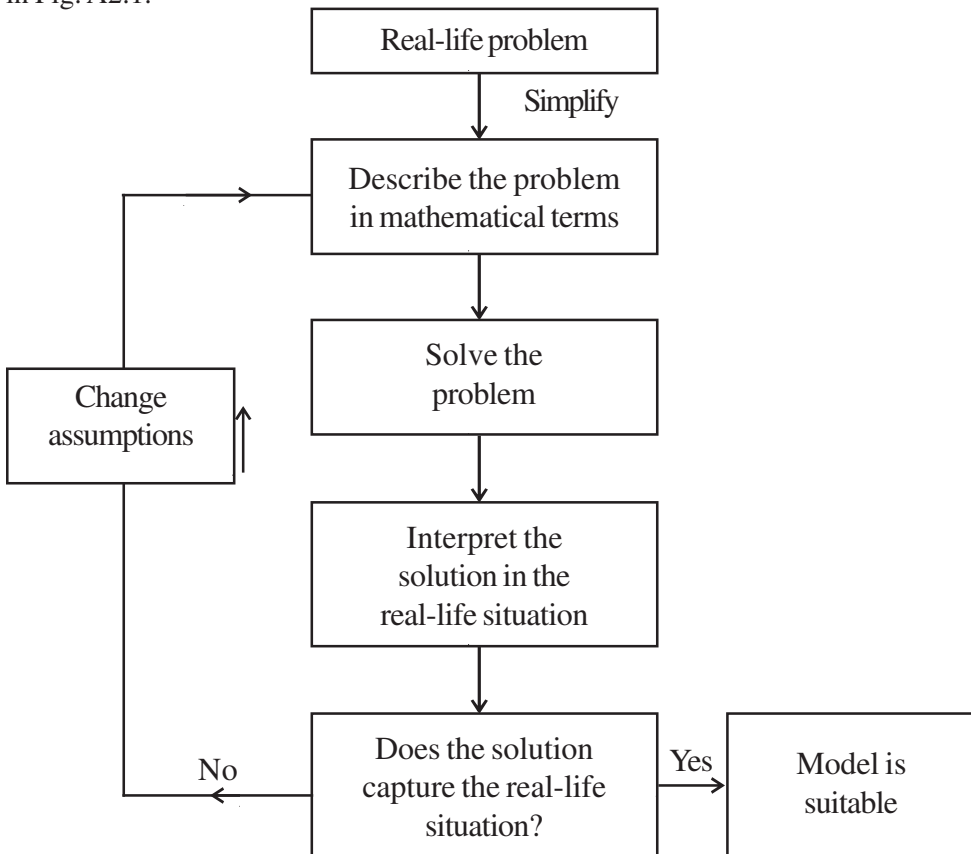 in Fig. A2.1.
Real-life problem
Simplify
Describe the problem
in mathematical terms
Solve the
problem
Change
assumptions
Interpret the
solution in the
real-life situation
Does the solution
capture the real-life
situation?
No
Yes
Model is
suitable